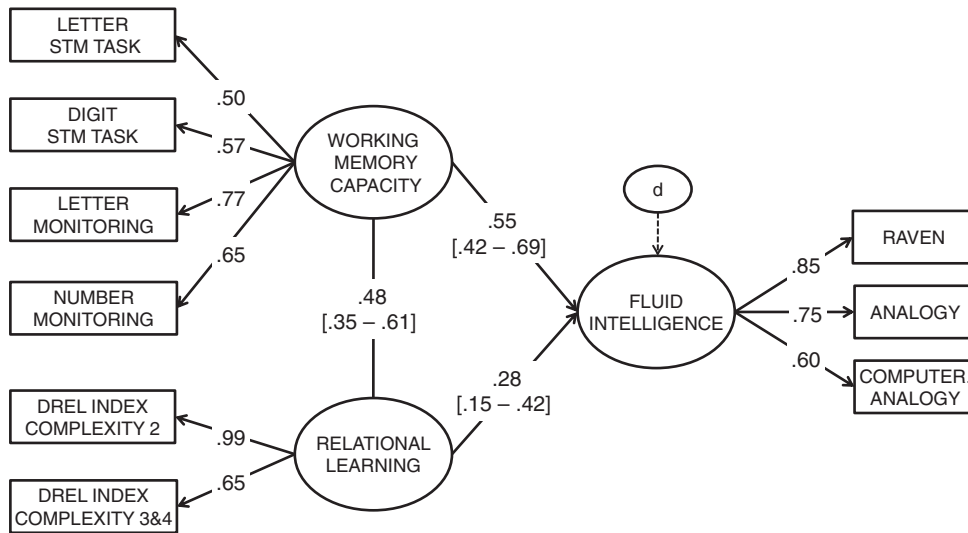 LETTER
STM TASK
.50
DIGIT
STM TASK
.57
LETTER
MONITORING
.77
NUMBER
MONITORING
.65
WORKING
MEMORY
CAPACITY
.55
[.42 – .69]
.48
[.35 – .61]
.28
[.15 – .42]
DREL INDEX
COMPLEXITY 2
.99
DREL INDEX
COMPLEXITY 3&4
.65
RELATIONAL
LEARNING
d
FLUID
INTELLIGENCE
.85
RAVEN
.75
ANALOGY
.60
COMPUTER.
ANALOGY